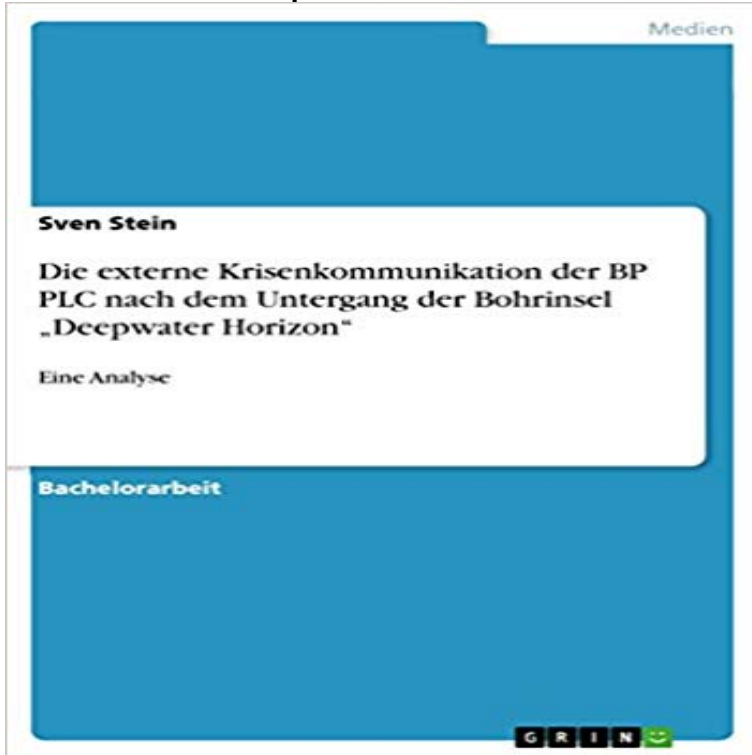 Medien
Sven Stein
Die externe Krisenkommunikation der BP
PLC nach dem Untergang der Bohrinsel
„Deepwater Horizon“
Eine Analyse
Bachelorarbeit
GRIN